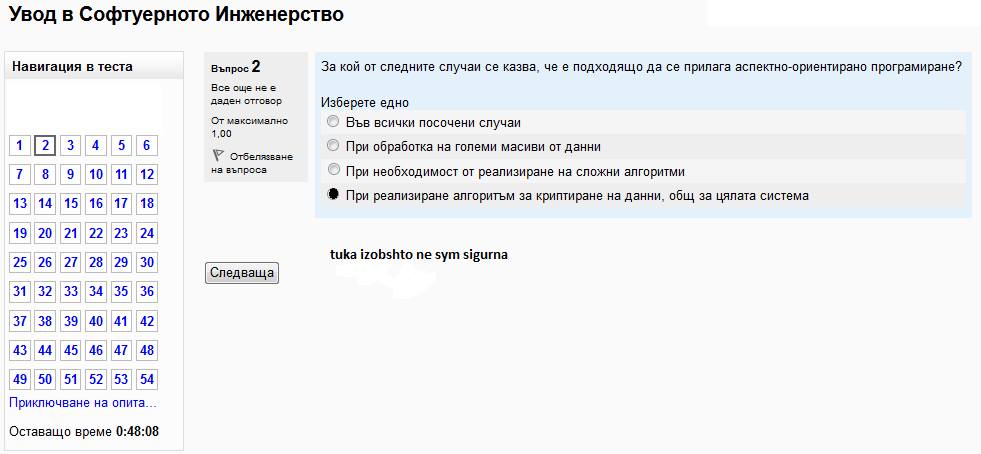 Увод в Софтуерното Инженерство
Навигация в теста
1 2 3 4 5 6
7 8 9 10 11 12
13 14 15 16 17 18
19 20 21 22 23 24
25 26 27 28 29 30
31 32 33 34 35 36
37 38 39 40 41 42
43 44 45 46 47 48
49 50 51 52 53 54
Приключване на опита...
Оставащо време 0:48:08
Въпрос 2
Все още не е
даден отговор
От максимално
1,00
Отбелязване
на въпроса
За кой от следните случаи се казва, че е подходящо да се прилага аспектно-ориентирано програмиране?
Изберете едно
Във всички посочени случаи
При обработка на големи масиви от данни
При необходимост от реализиране на сложни алгоритми
При реализиране алгоритъм за криптиране на данни, общ за цялата система
tuka izobshto ne sym sigurna
Следваща